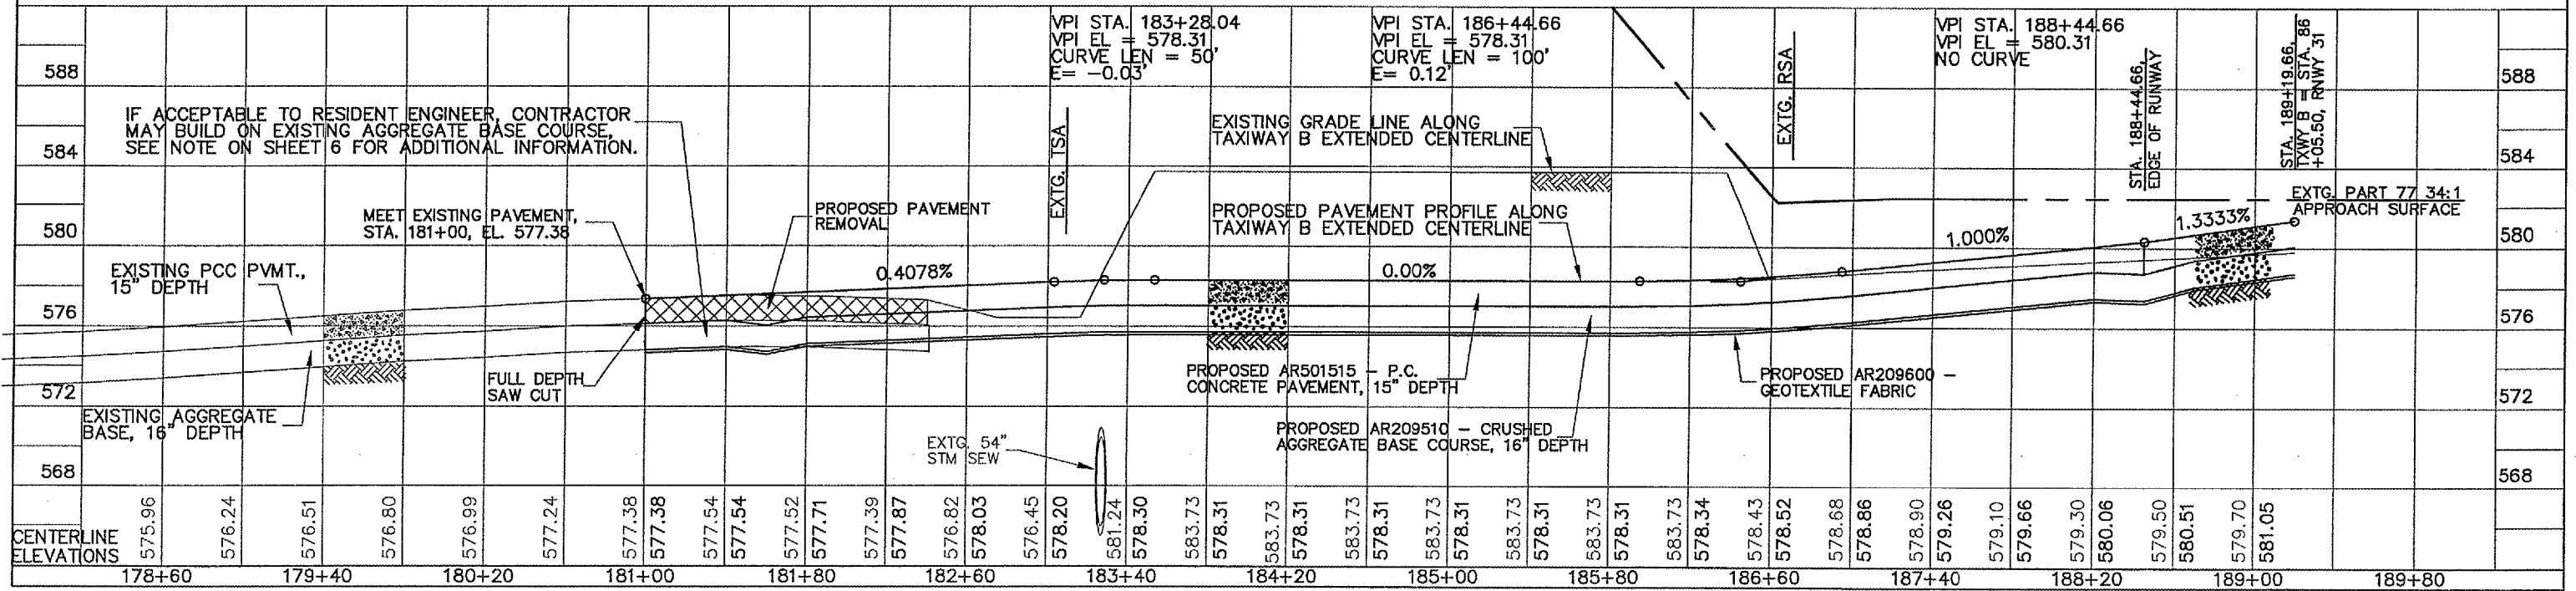 VPI STA. 183+28.04
VPI EL = 578.31
CURVE LEN = 50'
E= -0.03'
VPI STA. 186+44.66
VPI EL = 578.31
CURVE LEN = 100'
E= 0.12'
VPI STA. 188+44.66
VPI EL = 580.31
NO CURVE
STA. 188+44.66,
EDGE OF RUNWAY
STA. 189+19.66,
TXWY B = STA. 86
+05.50, RNWY 31
588
588
584
584
580
580
576
576
572
572
568
568
IF ACCEPTABLE TO RESIDENT ENGINEER, CONTRACTOR
MAY BUILD ON EXISTING AGGREGATE BASE COURSE,
SEE NOTE ON SHEET 6 FOR ADDITIONAL INFORMATION.
EXTG. TSA
EXISTING GRADE LINE ALONG
TAXIWAY B EXTENDED CENTERLINE
EXTG. RSA
MEET EXISTING PAVEMENT,
STA. 181+00, EL. 577.38
PROPOSED PAVEMENT
REMOVAL
PROPOSED PAVEMENT PROFILE ALONG
TAXIWAY B EXTENDED CENTERLINE
EXTG. PART 77 34:1
APPROACH SURFACE
EXISTING PCC PVMT.,
15" DEPTH
0.4078%
0.00%
1.000%
1.3333%
FULL DEPTH
SAW CUT
EXISTING AGGREGATE
BASE, 16" DEPTH
PROPOSED AR501515 - P.C.
CONCRETE PAVEMENT, 15" DEPTH
PROPOSED AR209600 -
GEOTEXTILE FABRIC
PROPOSED AR209510 - CRUSHED
AGGREGATE BASE COURSE, 16" DEPTH
EXTG. 54"
STM SEW
CENTERLINE
ELEVATIONS
575.96
576.24
576.51
576.80
576.99
577.24
577.38
577.38
577.54
577.54
577.52
577.71
577.39
577.87
576.82
578.03
576.45
578.20
581.24
578.30
583.73
578.31
583.73
578.31
583.73
578.31
583.73
578.31
583.73
578.31
583.73
578.31
578.34
578.43
578.52
578.68
578.86
578.90
579.26
579.10
579.66
579.30
580.06
579.50
580.51
579.70
581.05
178+60
179+40
180+20
181+00
181+80
182+60
183+40
184+20
185+00
185+80
186+60
187+40
188+20
189+00
189+80